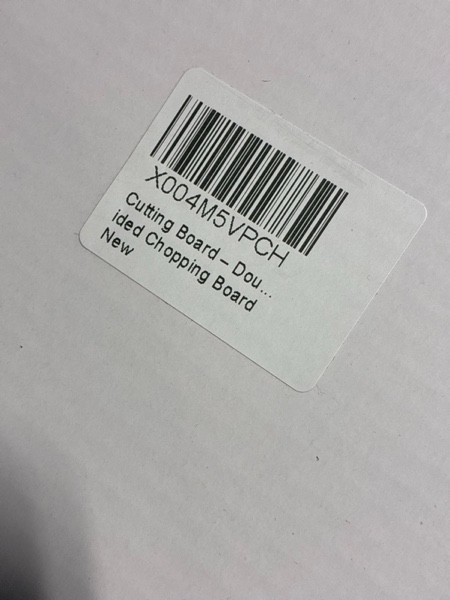 X004M5VPCH
Cutting Board – Dou...
ided Chopping Board
New